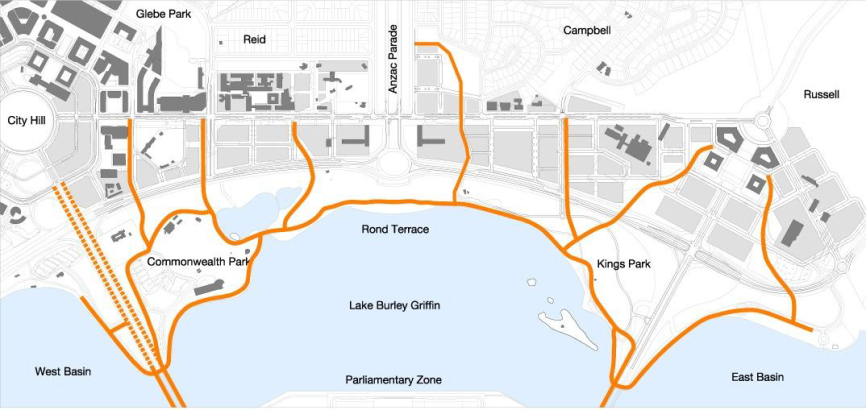 Glebe Park
Reid
Anzac Parade
Campbell
Russell
City Hill
Rond Terrace
Commonwealth Park
Kings Park
Lake Burley Griffin
West Basin
Parliamentary Zone
East Basin